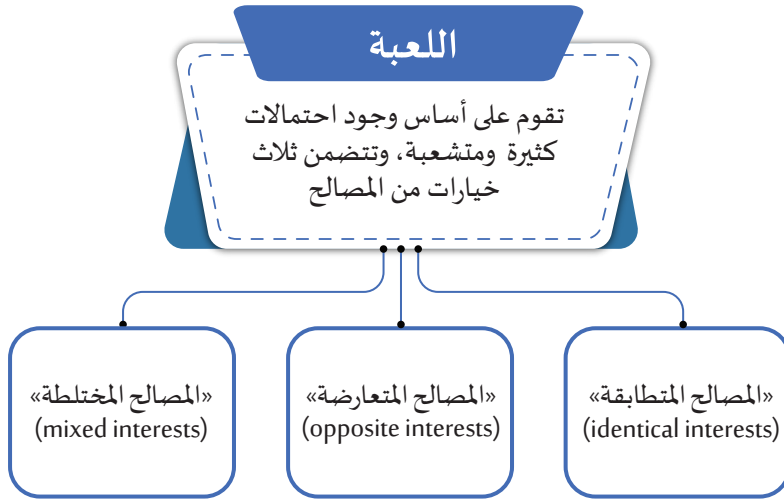 اللعبة
تقوم على أساس وجود احتمالات
كثيرة ومتشعبة، وتتضمن ثلاث
خيارات من المصالح
«المصالح المتطابقة»
(identical interests)
«المصالح المتعارضة»
(opposite interests)
«المصالح المختلطة»
(mixed interests)